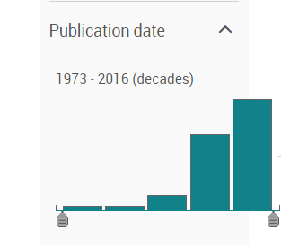 Publication date
1973 - 2016 (decades)